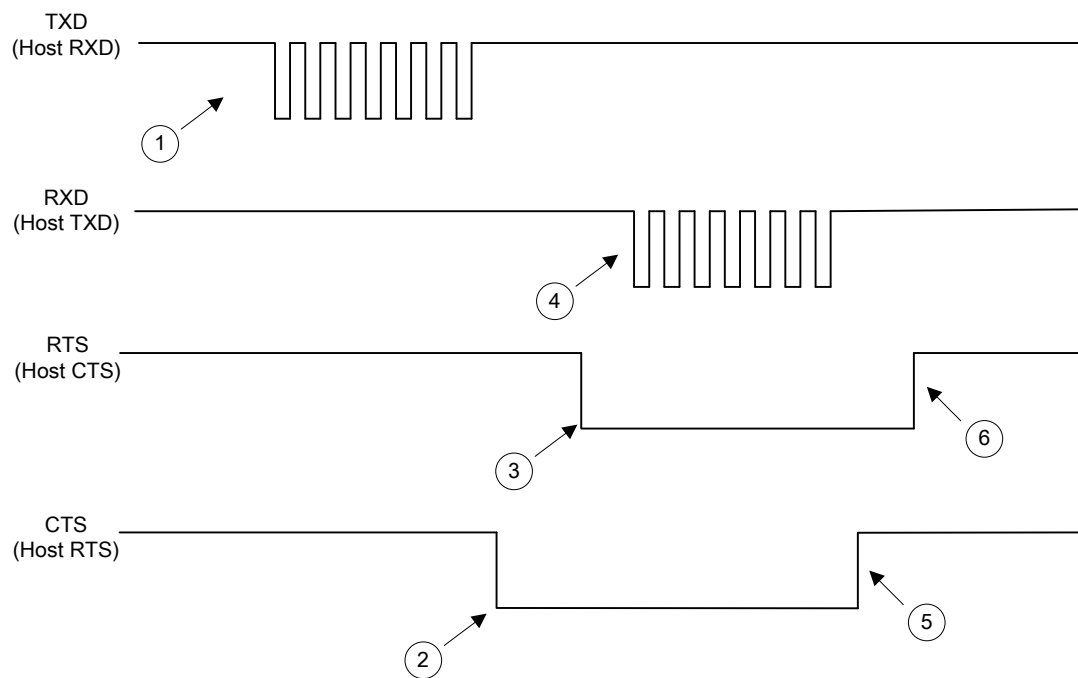 TXD
(Host RXD)
1
RXD
(Host TXD)
4
RTS
(Host CTS)
3
6
CTS
(Host RTS)
2
5